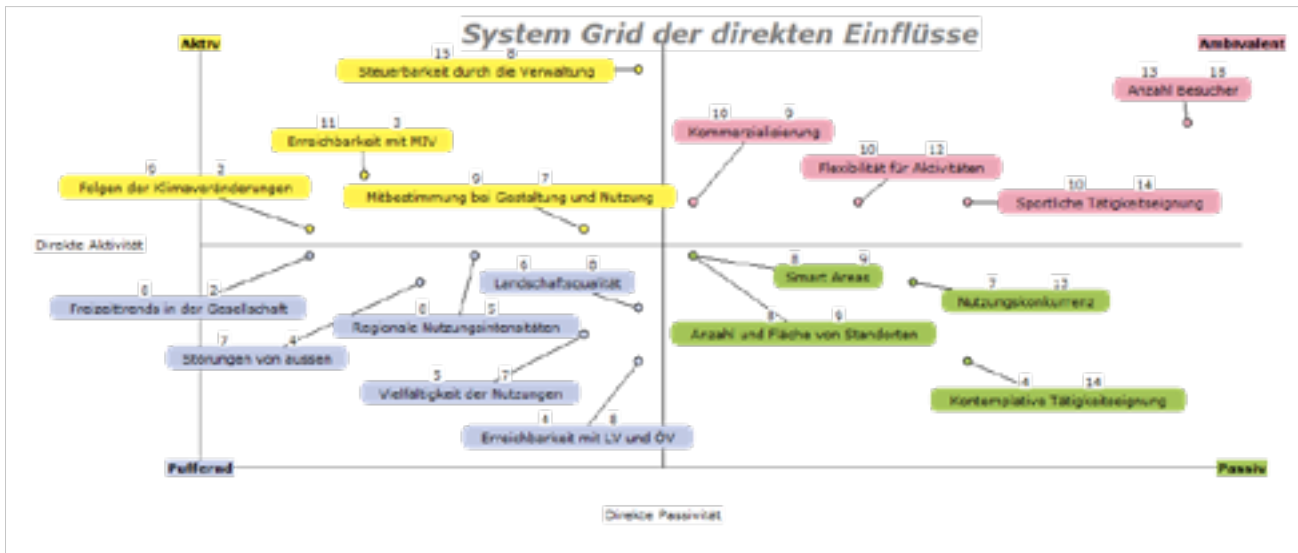 System Grid der direkten Einflüsse
Aktiv
Ambivalent
15 8
Steuerbarkeit durch die Verwaltung
13 18
Anzahl Besucher
11 3
Erreichbarkeit mit MIV
10 9
Kommerzialisierung
10 12
Flexibilität für Aktivitäten
9 2
Folgen der Klimaveränderungen
9 7
Mitbestimmung bei Gestaltung und Nutzung
10 14
Sportliche Tätigkeitseignung
Direkte Aktivität
8 2
Freizeittrends in der Gesellschaft
6 8
Landschaftsqualität
8 9
Smart Areas
7 13
Nutzungskonkurrenz
8 5
Regionale Nutzungsintensitäten
8 9
Anzahl und Fläche von Standorten
7 4
Störungen von aussen
5 7
Vielfältigkeit der Nutzungen
4 14
Kontemplative Tätigkeitseignung
4 8
Erreichbarkeit mit LV und ÖV
Puffernd
Passiv
Direkte Passivität